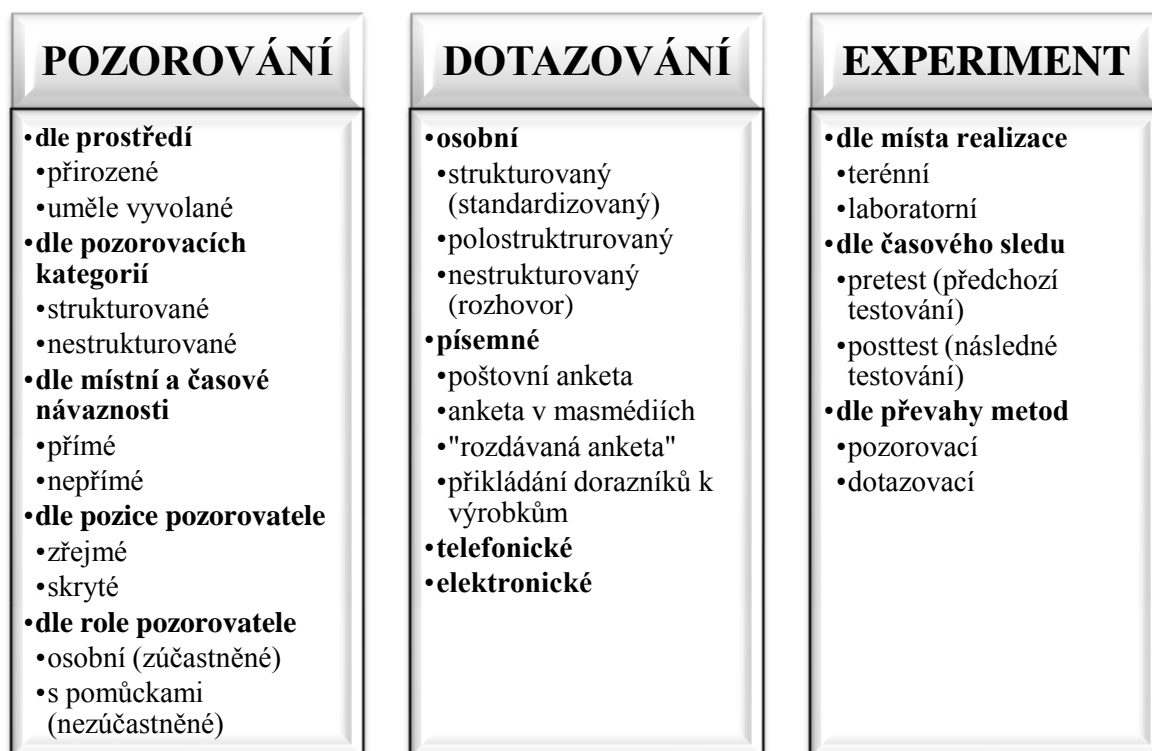 POZOROVÁNÍ
•dle prostředí
•přirozené
•uměle vyvolané
•dle pozorovacích
kategorií
•strukturované
•nestrukturované
•dle místní a časové
návaznosti
•přímé
•nepřímé
•dle pozice pozorovatele
•zřejmé
•skryté
•dle role pozorovatele
•osobní (zúčastněné)
•s pomůckami
(nezúčastněné)
DOTAZOVÁNÍ
•osobní
•strukturovaný
(standardizovaný)
•polostruktrurovaný
•nestrukturovaný
(rozhovor)
•písemné
•poštovní anketa
•anketa v masmédiích
•"rozdávaná anketa"
•přikládání dorazníků k
výrobkům
•telefonické
•elektronické
EXPERIMENT
•dle místa realizace
•terénní
•laboratorní
•dle časového sledu
•pretest (předchozí
testování)
•posttest (následné
testování)
•dle převahy metod
•pozorovací
•dotazovací